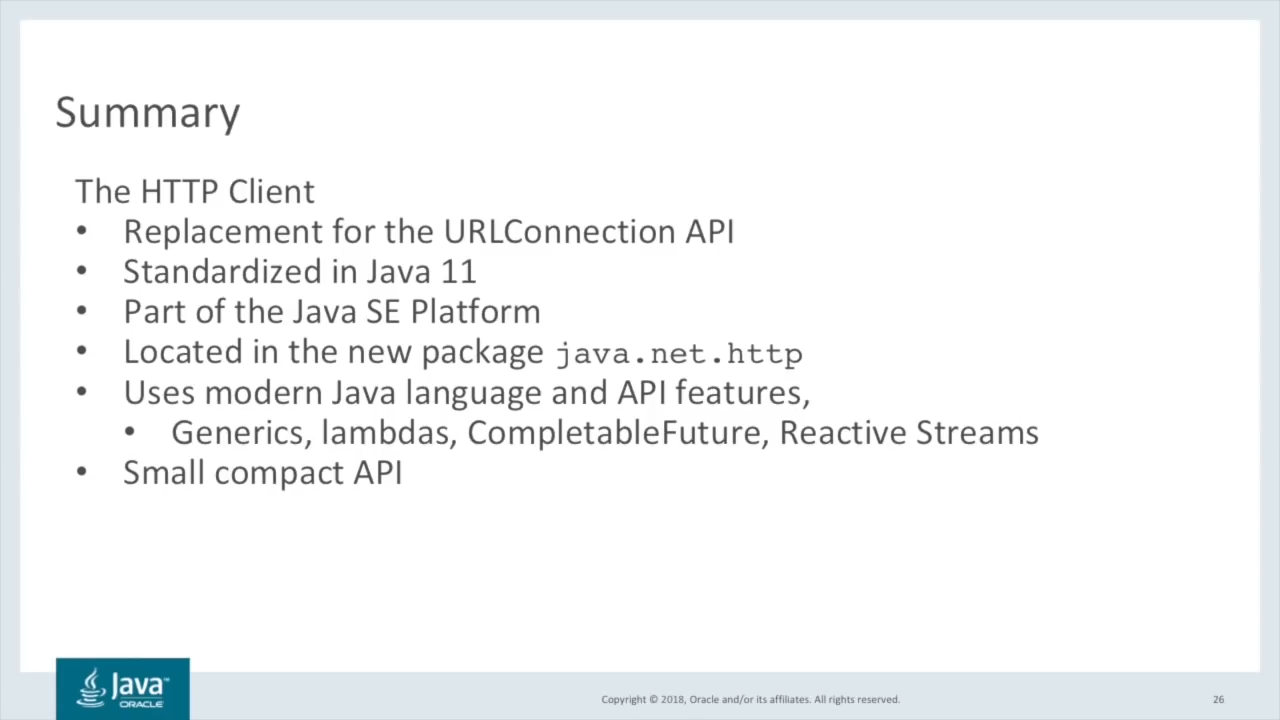 Summary
The HTTP Client
• Replacement for the URLConnection API
• Standardized in Java 11
• Part of the Java SE Platform
• Located in the new package java.net.http
• Uses modern Java language and API features,
• Generics, lambdas, CompletableFuture, Reactive Streams
• Small compact API
Java™
ORACLE
Copyright © 2018, Oracle and/or its affiliates. All rights reserved.
26